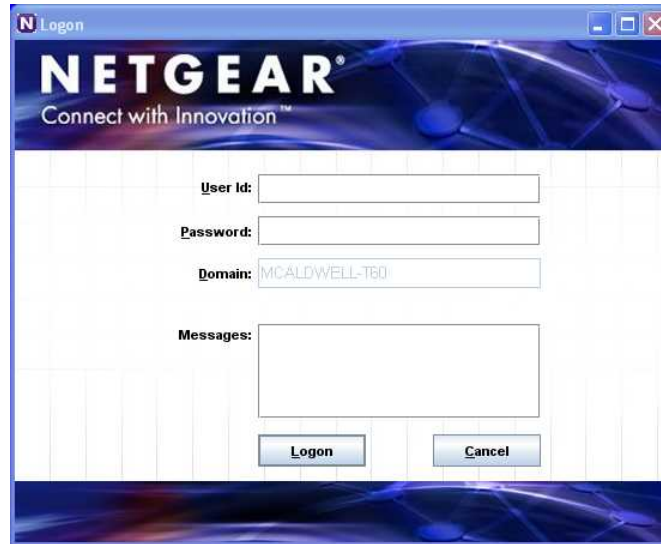 N Logon
NETGEAR®
Connect with Innovation™
User Id:
Password:
Domain: MCALDWELL-T60
Messages:
Logon Cancel